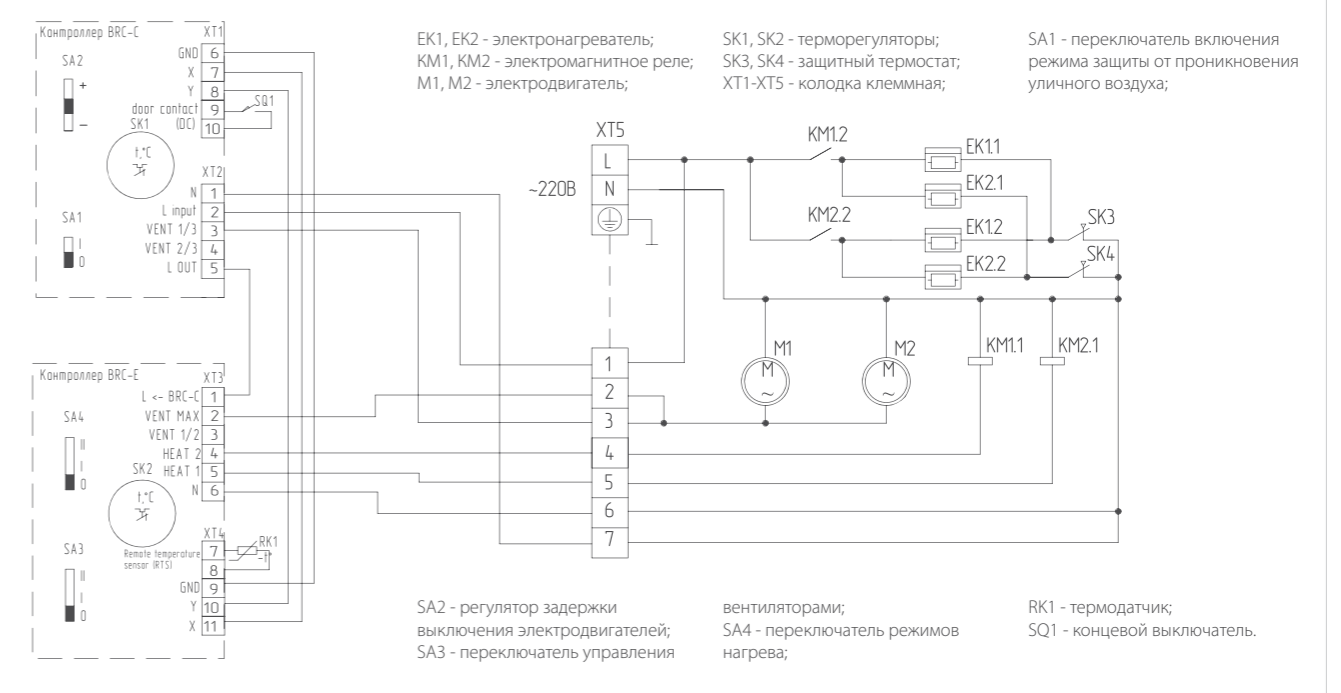 Контроллер BRC-C
XT1
SA2
+
–
GND 6
X 7
Y 8
door contact 9
(DC) 10
SQ1
SK1
t,°C
XT2
N 1
L input 2
VENT 1/3 3
VENT 2/3 4
L OUT 5
SA1
I
0
Контроллер BRC-E
XT3
L <- BRC-C 1
VENT MAX 2
VENT 1/2 3
HEAT 2 4
HEAT 1 5
N 6
SA4
II
I
0
SK2
t,°C
XT4
Remote temperature
sensor (RTS)
7
8
GND 9
Y 10
X 11
RK1
-t°
SA3
II
I
0
EK1, EK2 - электронагреватель;
KM1, KM2 - электромагнитное реле;
M1, M2 - электродвигатель;
SK1, SK2 - терморегуляторы;
SK3, SK4 - защитный термостат;
XT1-XT5 - колодка клеммная;
SA1 - переключатель включения
режима защиты от проникновения
уличного воздуха;
XT5
~220В
L
N
KM1.2
KM2.2
EK1.1
EK2.1
EK1.2
EK2.2
SK3
SK4
M1
M
~
M2
M
~
KM1.1
KM2.1
1
2
3
4
5
6
7
SA2 - регулятор задержки
выключения электродвигателей;
SA3 - переключатель управления
вентиляторами;
SA4 - переключатель режимов
нагрева;
RK1 - термодатчик;
SQ1 - концевой выключатель.